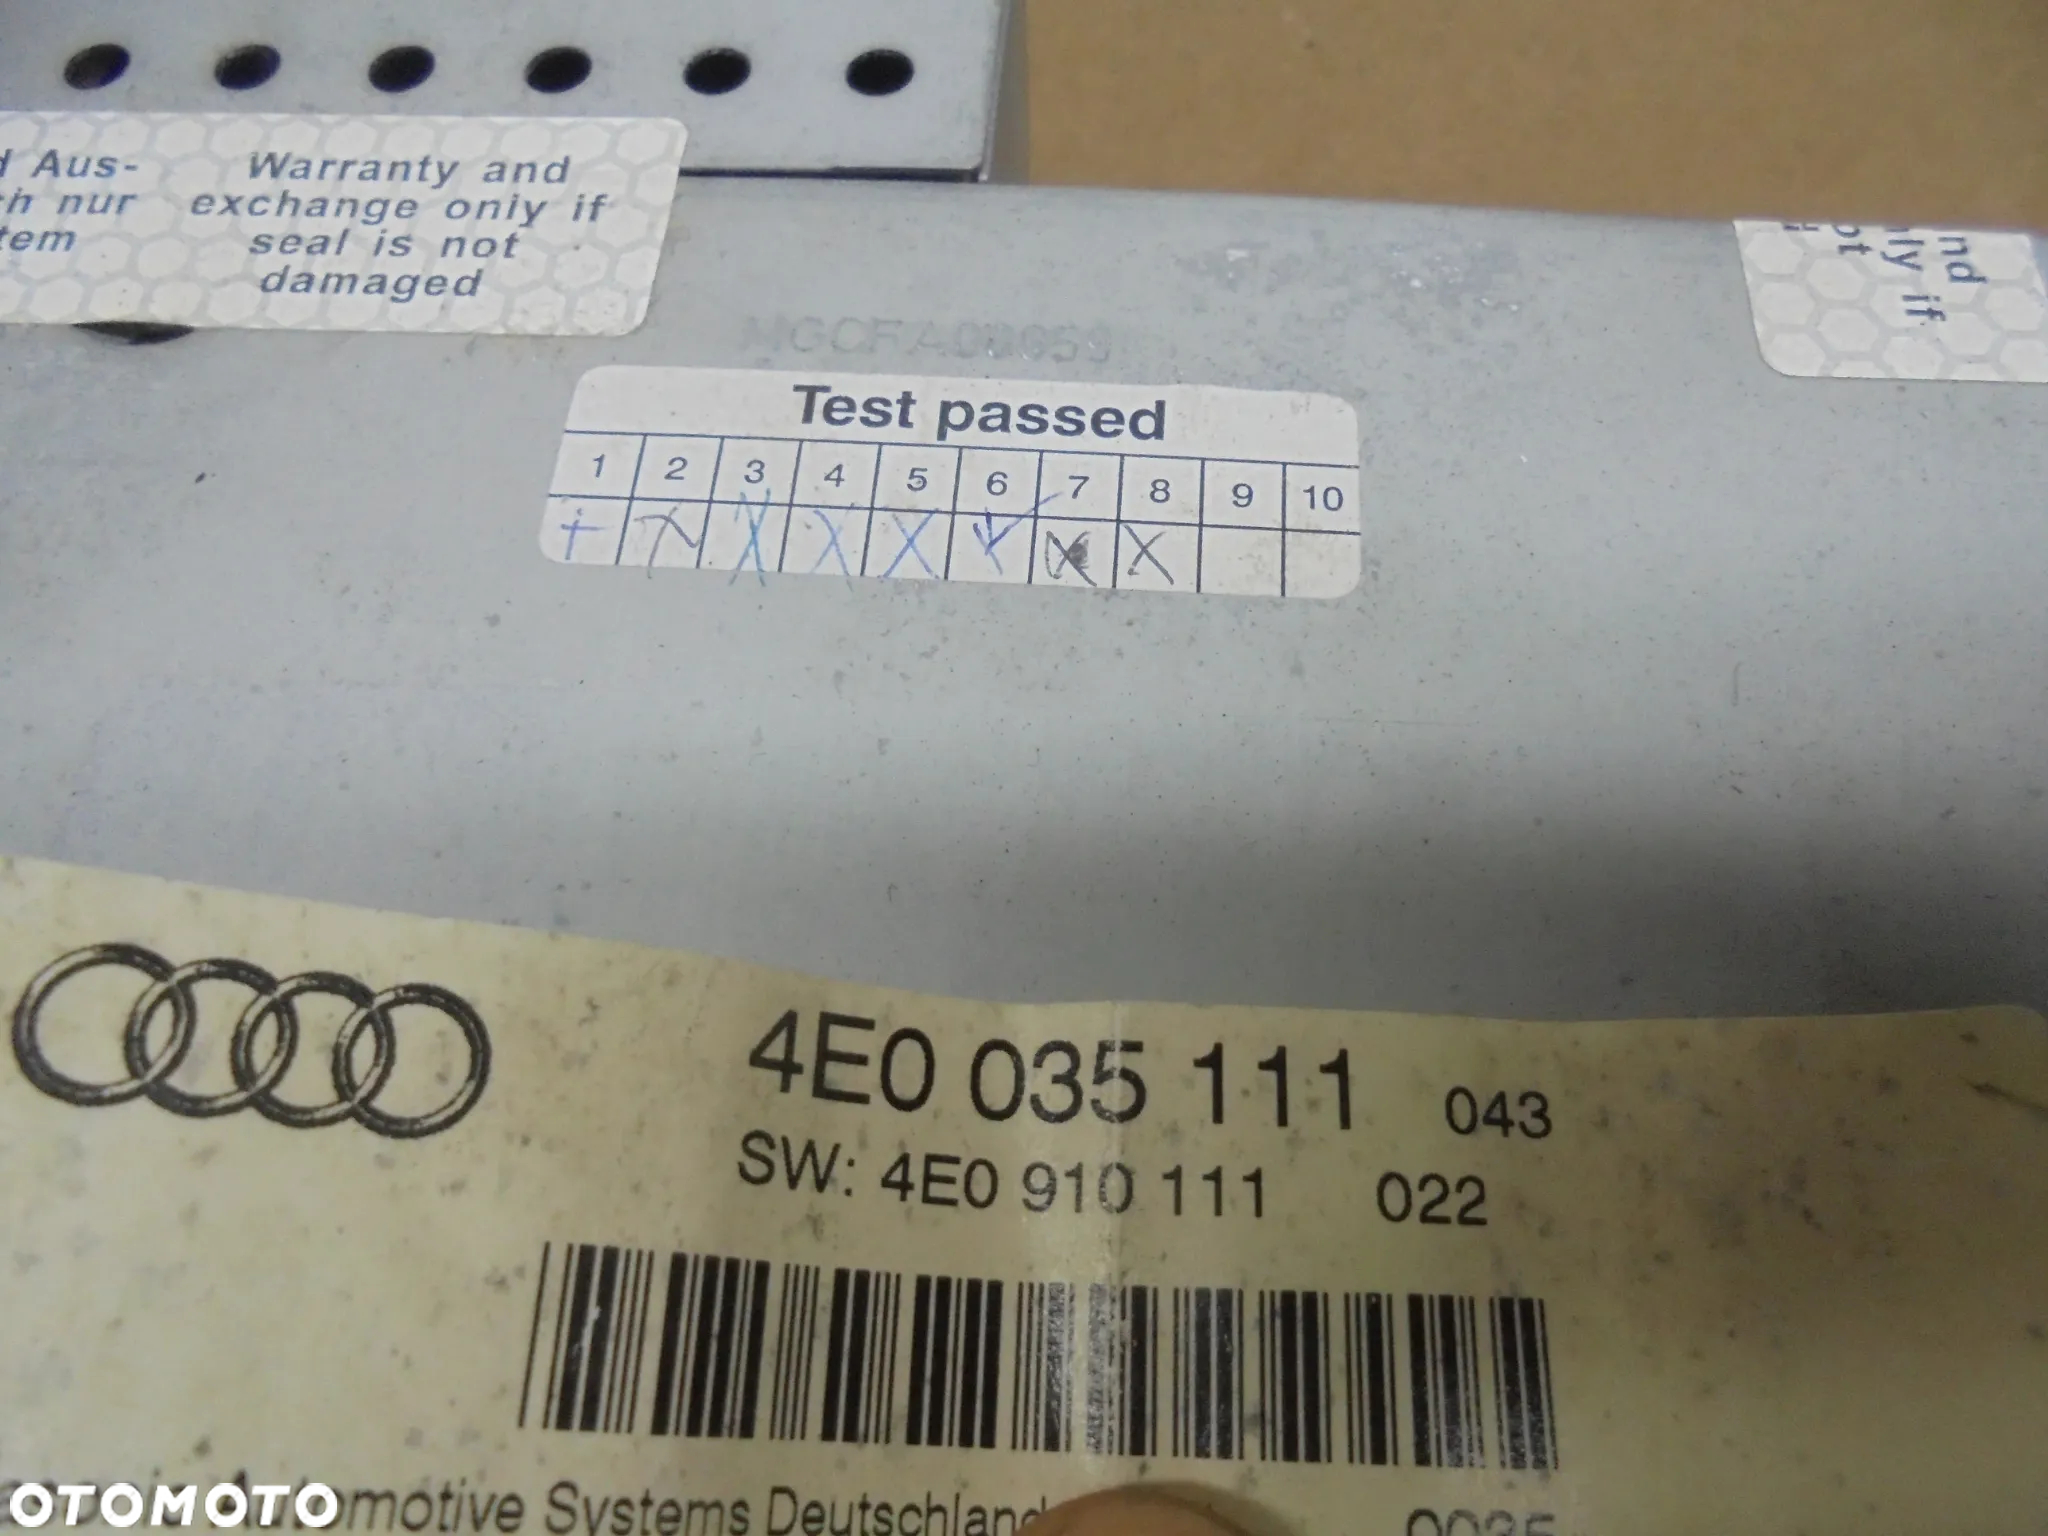 Aus-
nur
Warranty and
exchange only if
seal is not
damaged
if
Test passed
1 2 3 4 5 6 7 8 9 10
4E0 035 111 043
SW: 4E0 910 111 022
Automotive Systems Deutschland
OTOMOTO